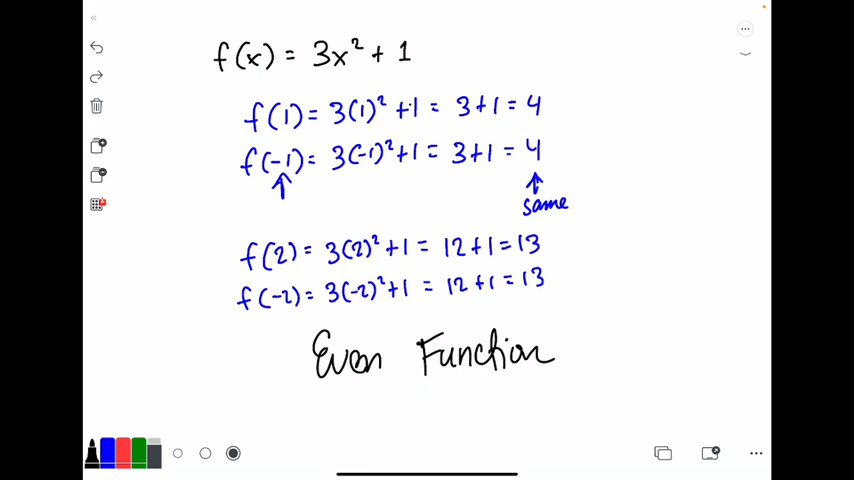 f(x) = 3x² + 1
f(1) = 3(1)² + 1 = 3+1 = 4
f(-1) = 3(-1)² + 1 = 3+1 = 4
same
f(2) = 3(2)² + 1 = 12+1 = 13
f(-2) = 3(-2)² + 1 = 12+1 = 13
Even Function